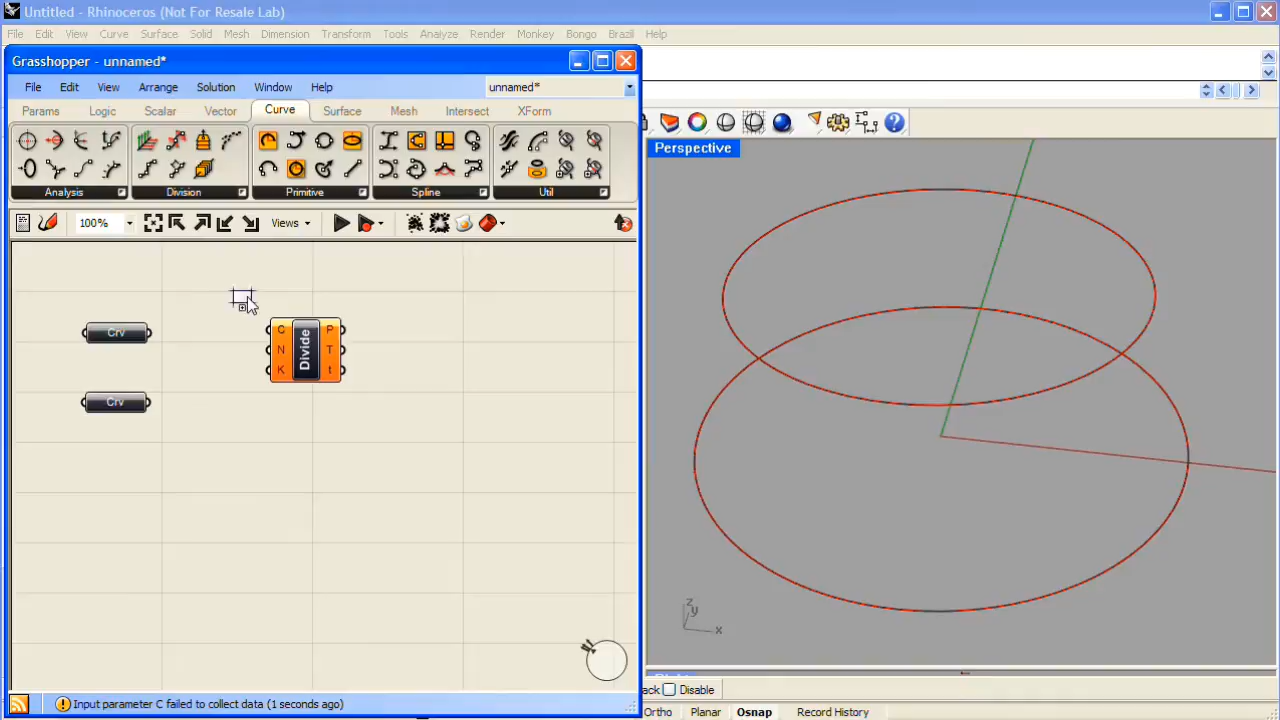 Untitled - Rhinoceros (Not For Resale Lab)
File Edit View Curve Surface Solid Mesh Dimension Transform Tools Analyze Render Monkey Bongo Brazil Help
Grasshopper - unnamed*
File Edit View Arrange Solution Window Help unnamed*
Params Logic Scalar Vector Curve Surface Mesh Intersect XForm
Analysis Division Primitive Spline Util
100% Views
Perspective
Crv
Crv
C
N
K
Divide
P
T
t
z
y
x
Input parameter C failed to collect data (1 seconds ago)
Disable
Ortho Planar Osnap Record History